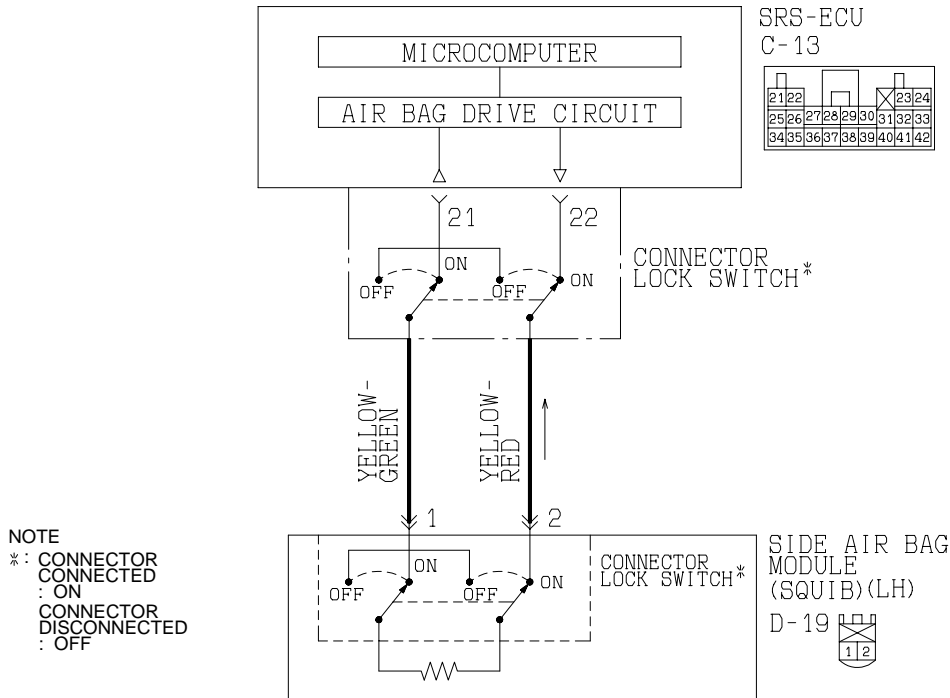 SRS-ECU
C-13
MICROCOMPUTER
AIR BAG DRIVE CIRCUIT
21 22 23 24
25 26 27 28 29 30 31 32 33
34 35 36 37 38 39 40 41 42
21 22
CONNECTOR
LOCK SWITCH*
ON
OFF
ON
OFF
YELLOW-
GREEN
YELLOW-
RED
1 2
NOTE
*: CONNECTOR
CONNECTED
: ON
CONNECTOR
DISCONNECTED
: OFF
ON
OFF
ON
OFF
CONNECTOR
LOCK SWITCH*
SIDE AIR BAG
MODULE
(SQUIB)(LH)
D-19
1 2